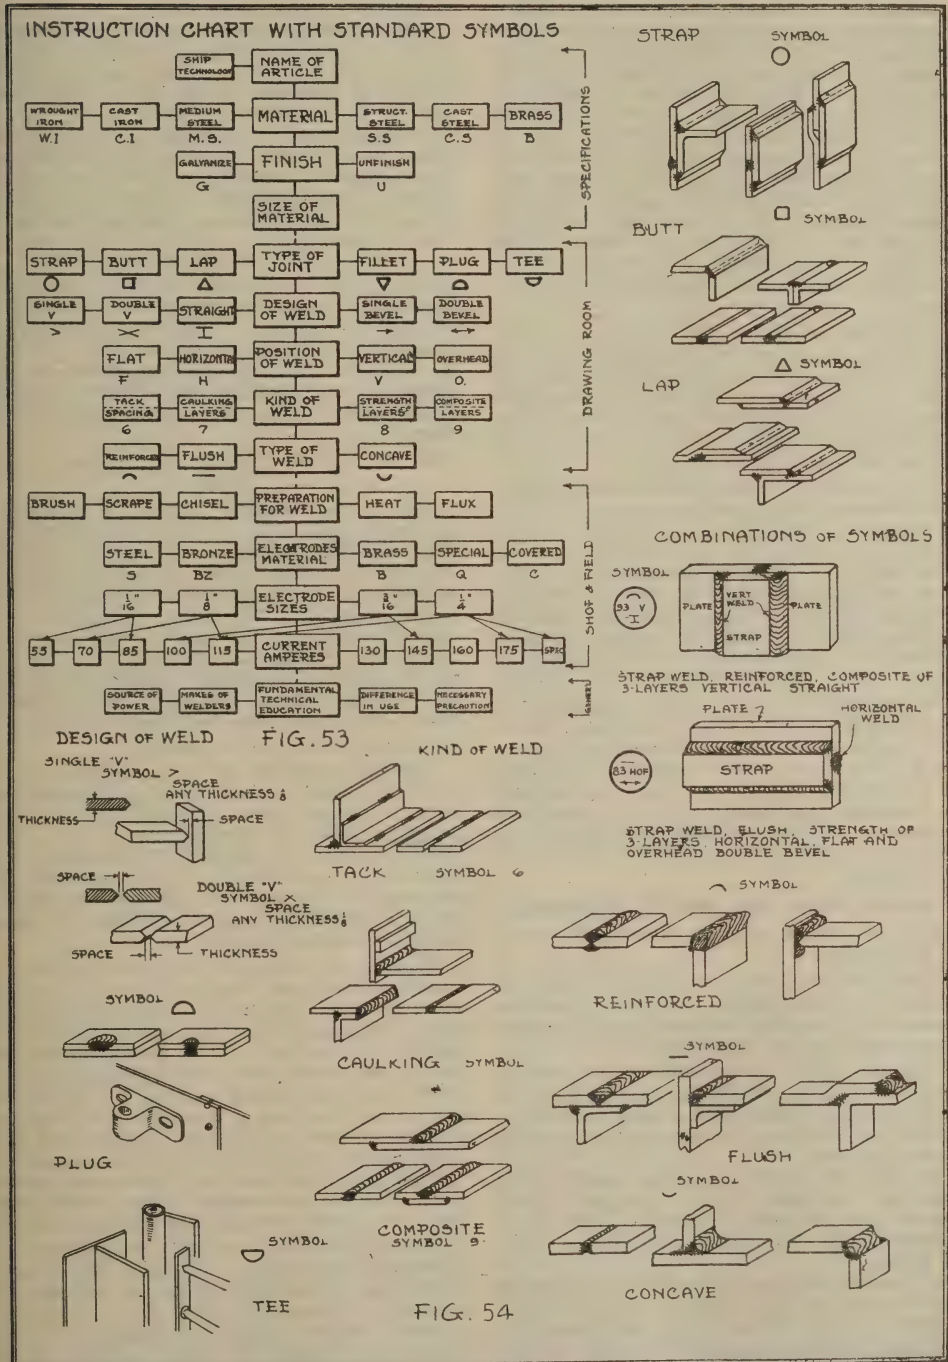 INSTRUCTION CHART WITH STANDARD SYMBOLS
SHIP TECHNOLOGY
NAME OF ARTICLE
WROUGHT IRON
CAST IRON
MEDIUM STEEL
MATERIAL
STRUCT. STEEL
CAST STEEL
BRASS
W.I
C.I
M.S.
S.S
C.S
B
GALVANIZE
FINISH
UNFINISH
G
U
SIZE OF MATERIAL
SPECIFICATIONS
STRAP
BUTT
LAP
TYPE OF JOINT
FILLET
PLUG
TEE
SINGLE V
DOUBLE V
STRAIGHT
DESIGN OF WELD
SINGLE BEVEL
DOUBLE BEVEL
FLAT
HORIZONTAL
POSITION OF WELD
VERTICAL
OVERHEAD
F
H
V
O.
TACK SPACING
CAULKING LAYERS
KIND OF WELD
STRENGTH LAYERS
COMPOSITE LAYERS
6
7
8
9
REINFORCED
FLUSH
TYPE OF WELD
CONCAVE
DRAWING ROOM
BRUSH
SCRAPE
CHISEL
PREPARATION FOR WELD
HEAT
FLUX
STEEL
BRONZE
ELECTRODES MATERIAL
BRASS
SPECIAL
COVERED
S
BZ
B
Q
C
1/16"
1/8"
ELECTRODE SIZES
3/16"
1/4"
55
70
85
100
115
CURRENT AMPERES
130
145
160
175
SPEC
SHOP & FIELD
SOURCE OF POWER
MAKES OF WELDERS
FUNDAMENTAL TECHNICAL EDUCATION
DIFFERENCE IN USE
NECESSARY PRECAUTION
FIG. 53
STRAP
SYMBOL
BUTT
SYMBOL
LAP
SYMBOL
COMBINATIONS OF SYMBOLS
SYMBOL
93 V
I
PLATE
VERT WELD
PLATE
STRAP
STRAP WELD, REINFORCED, COMPOSITE OF
3-LAYERS VERTICAL STRAIGHT
PLATE
HORIZONTAL
WELD
83 HOF
STRAP
STRAP WELD, FLUSH, STRENGTH OF
3-LAYERS, HORIZONTAL, FLAT AND
OVERHEAD DOUBLE BEVEL
DESIGN OF WELD
SINGLE "V"
SYMBOL >
SPACE
ANY THICKNESS 1/8
THICKNESS
SPACE
SPACE
DOUBLE "V"
SYMBOL X
SPACE
ANY THICKNESS 1/8
SPACE
THICKNESS
SYMBOL
PLUG
SYMBOL
TEE
KIND OF WELD
TACK SYMBOL 6
CAULKING SYMBOL
COMPOSITE
SYMBOL 9.
FIG. 54
SYMBOL
REINFORCED
SYMBOL
FLUSH
SYMBOL
CONCAVE